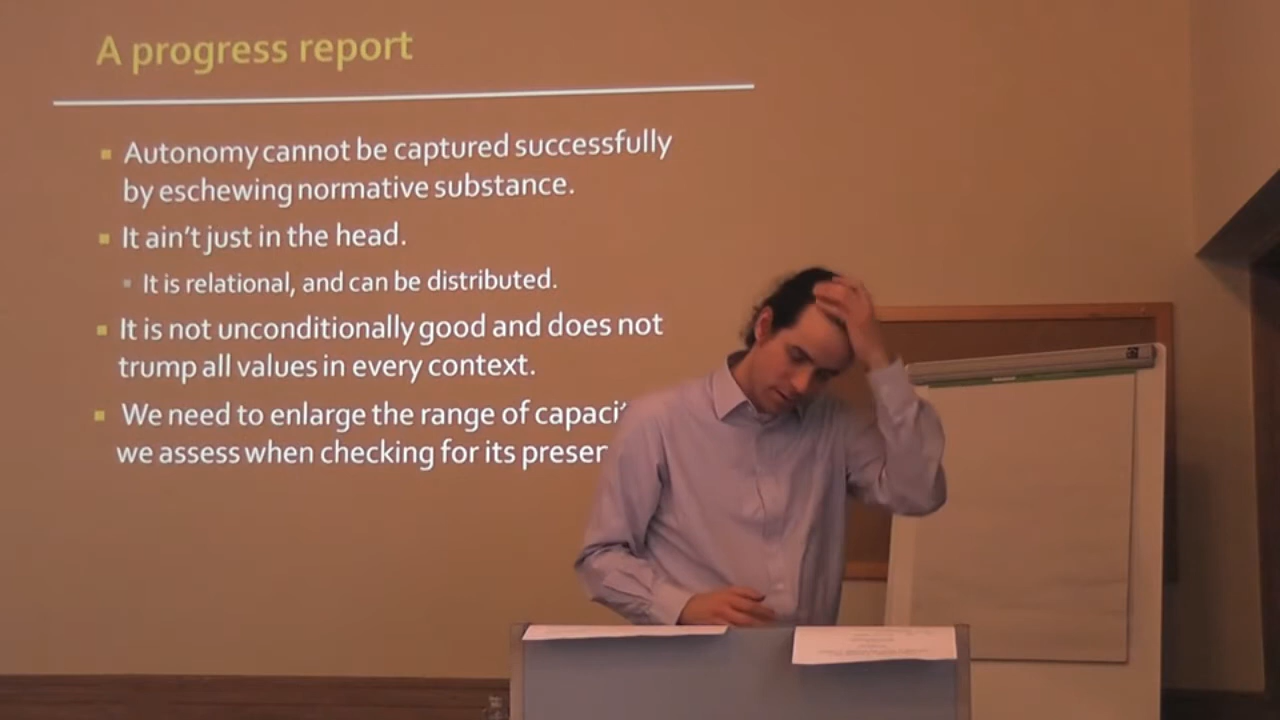 A progress report
Autonomy cannot be captured successfully
by eschewing normative substance.
It ain't just in the head.
It is relational, and can be distributed.
It is not unconditionally good and does not
trump all values in every context.
We need to enlarge the range of
we assess when checking for its